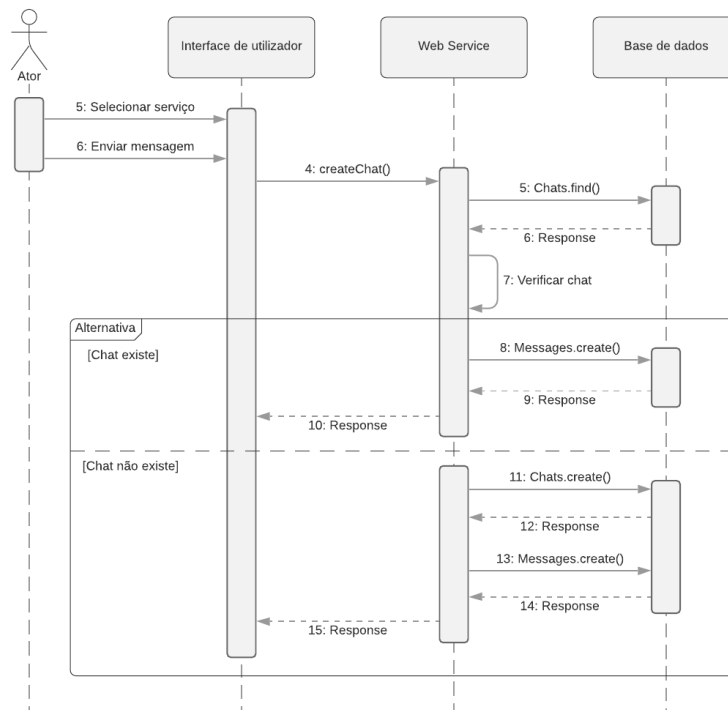 Ator
Interface de utilizador
Web Service
Base de dados
5: Selecionar serviço
6: Enviar mensagem
4: createChat()
5: Chats.find()
6: Response
7: Verificar chat
Alternativa
[Chat existe]
8: Messages.create()
9: Response
10: Response
[Chat não existe]
11: Chats.create()
12: Response
13: Messages.create()
14: Response
15: Response